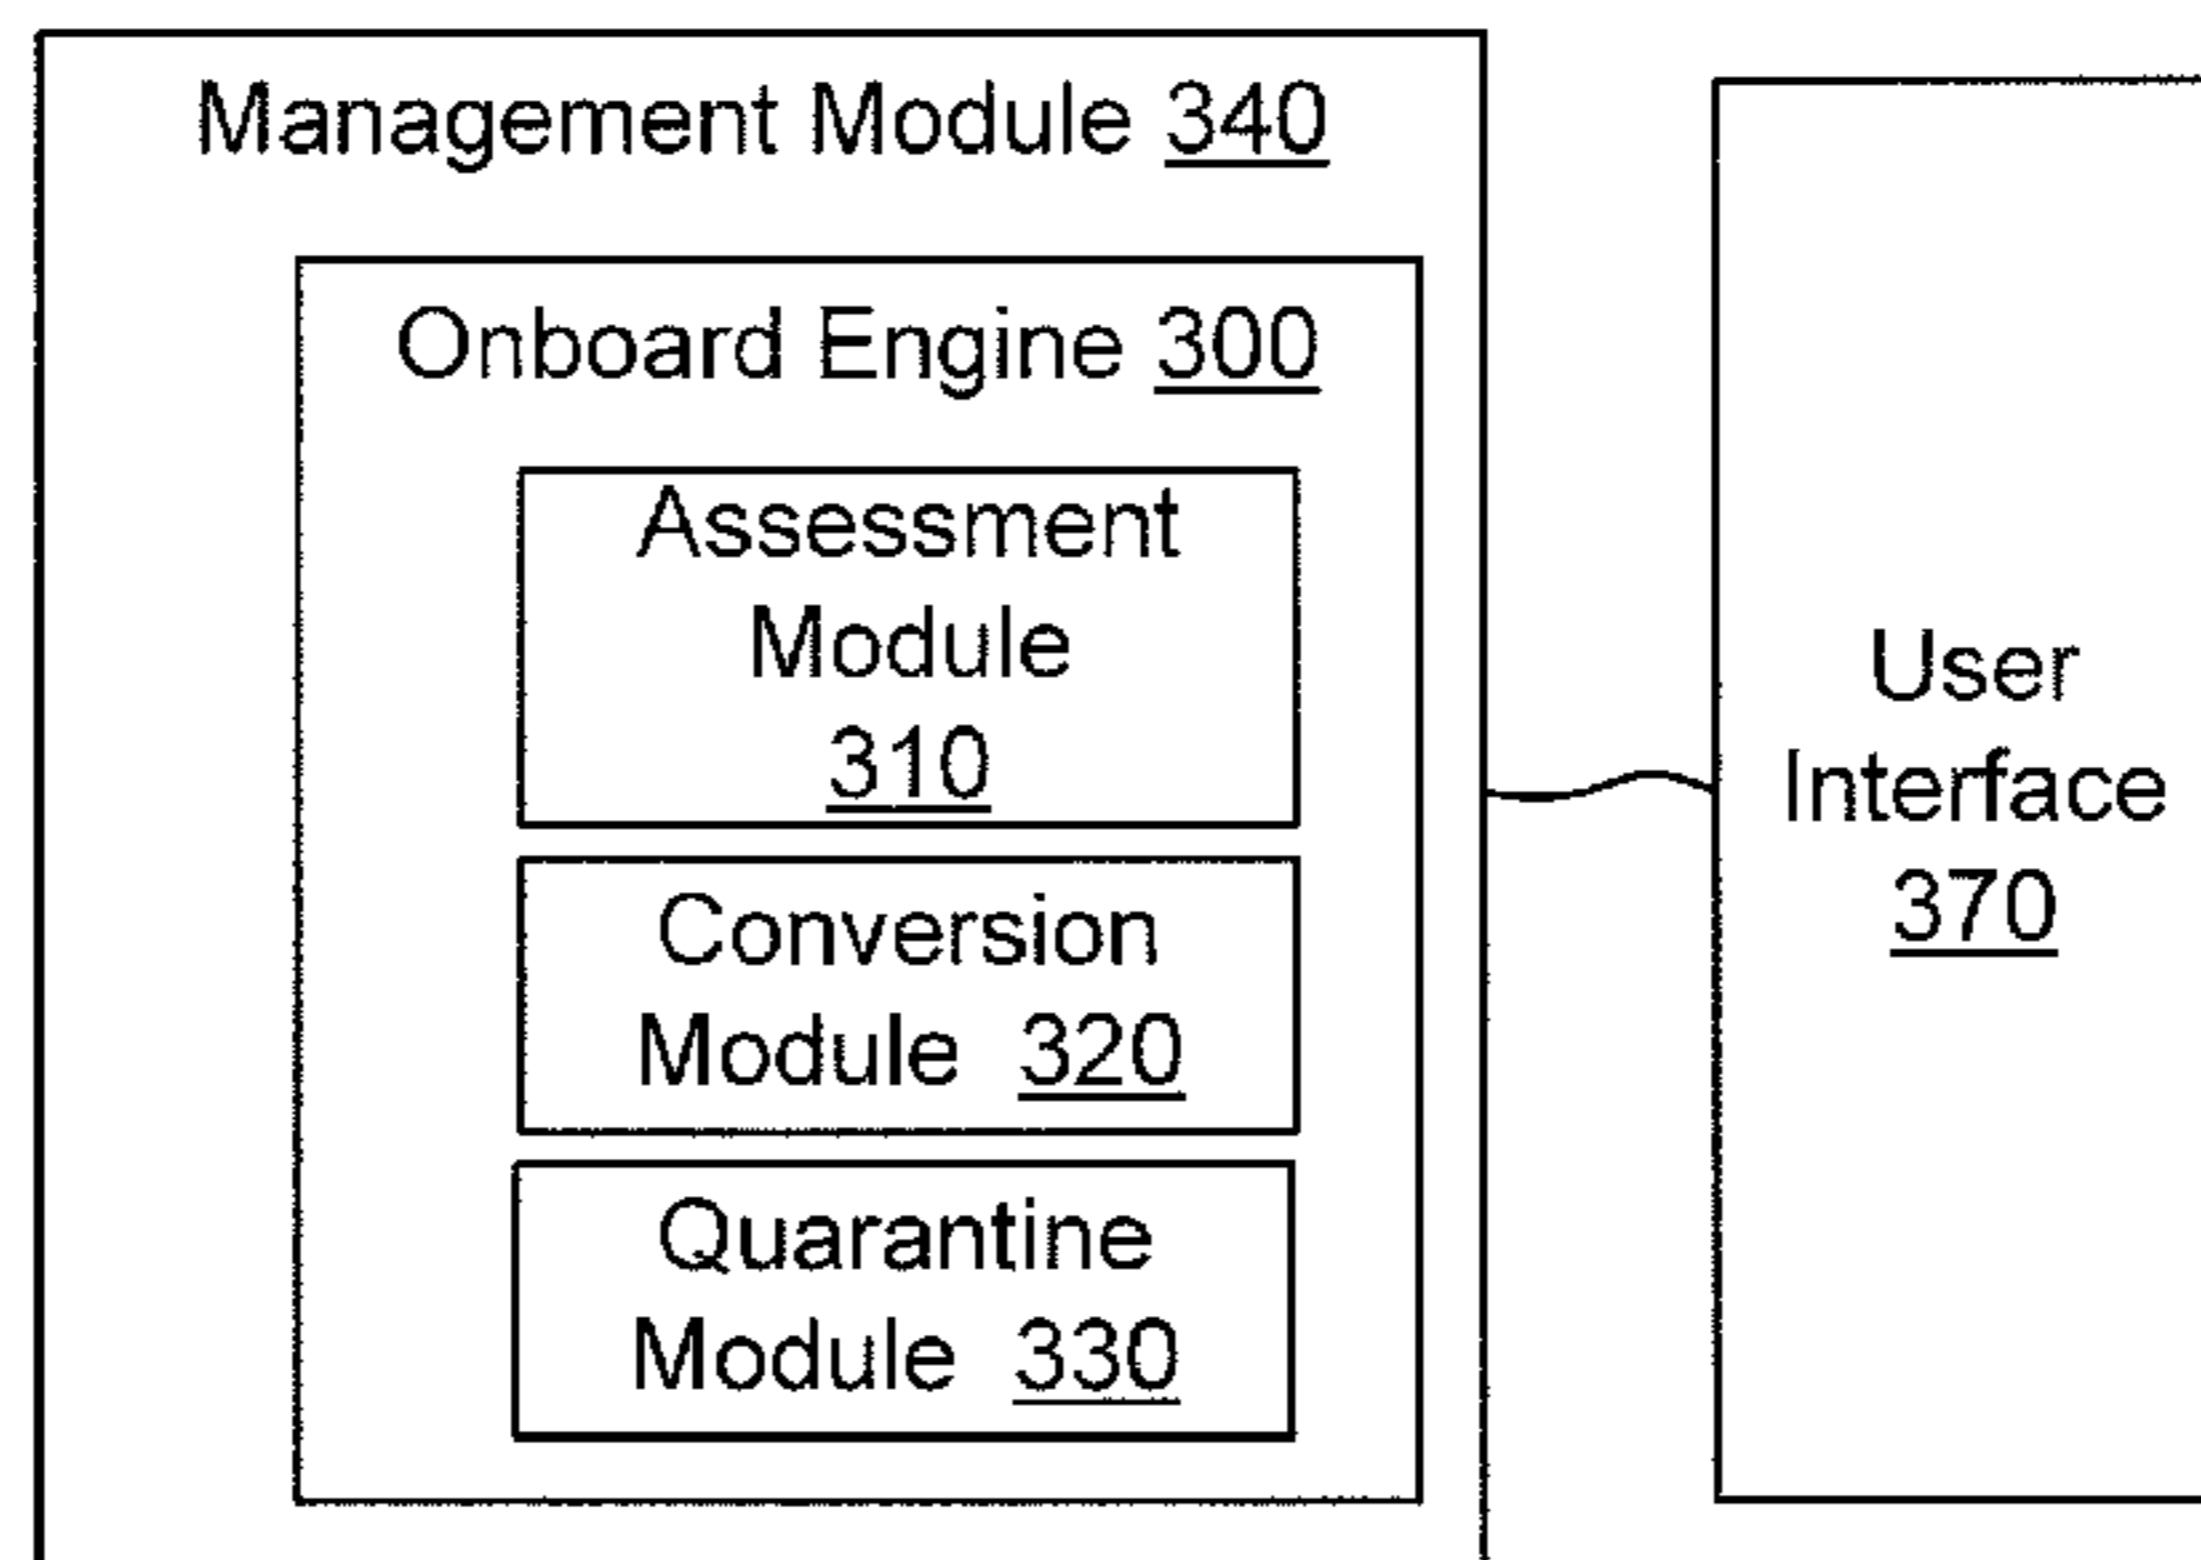 Management Module 340
Onboard Engine 300
Assessment
Module
310
Conversion
Module 320
Quarantine
Module 330
User
Interface
370